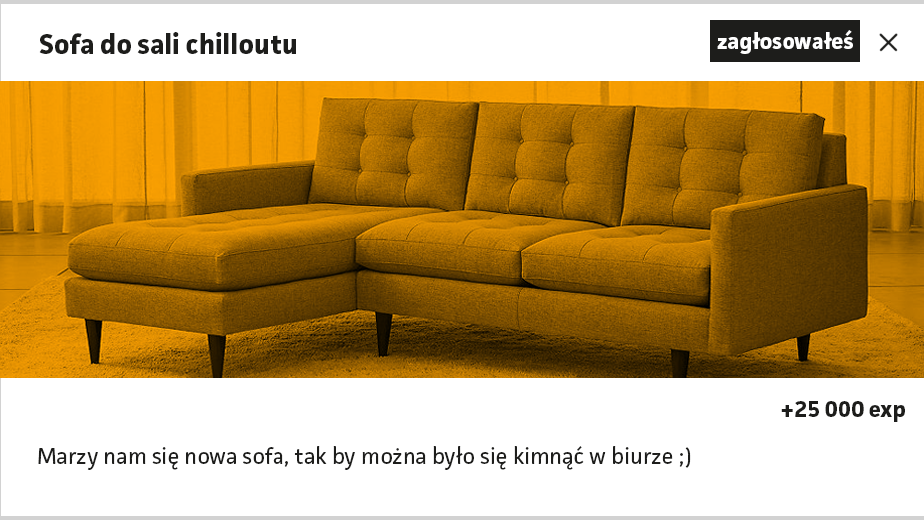 Sofa do sali chilloutu
zagłosowałeś
+25 000 exp
Marzy nam się nowa sofa, tak by można było się kimnąć w biurze ;)